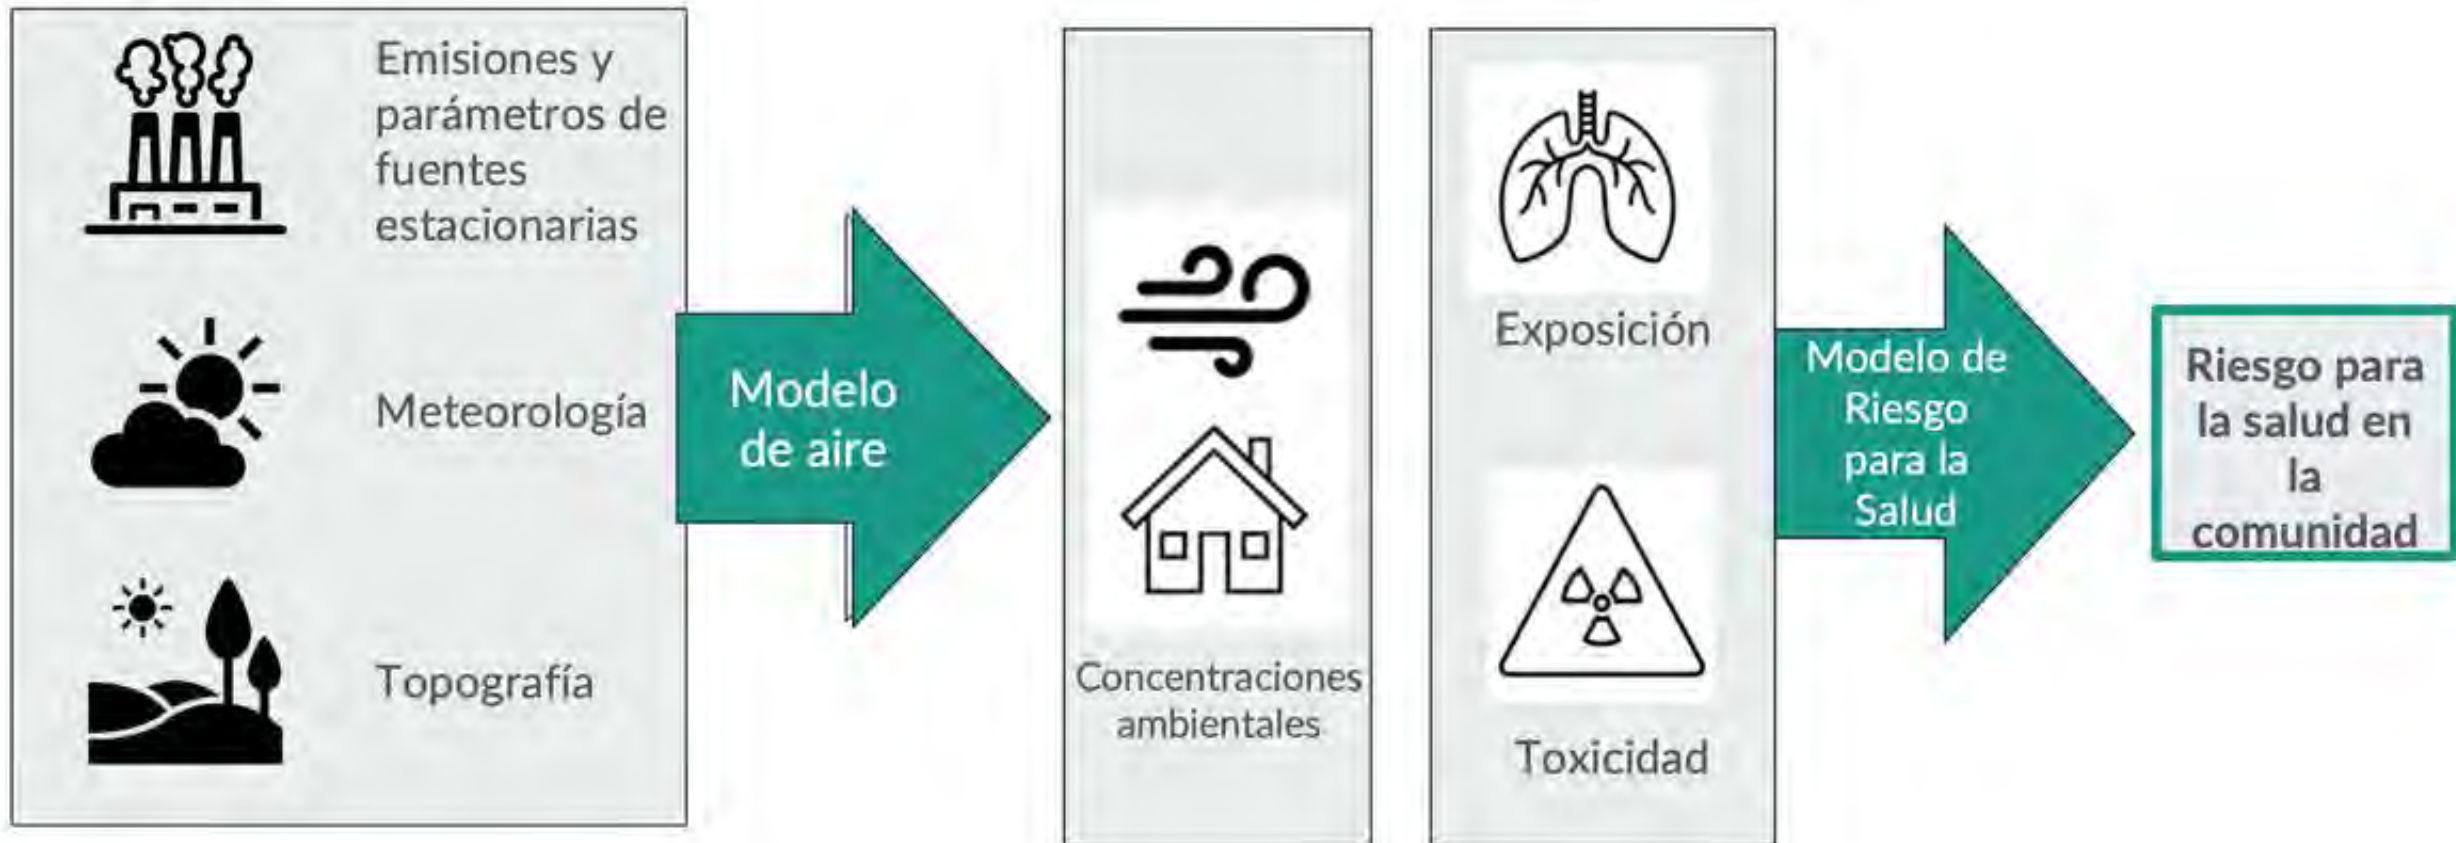 Emisiones y
parámetros de
fuentes
estacionarias
Meteorología
Topografía
Modelo
de aire
Concentraciones
ambientales
Exposición
Toxicidad
Modelo de
Riesgo
para la
Salud
Riesgo para
la salud en
la
comunidad